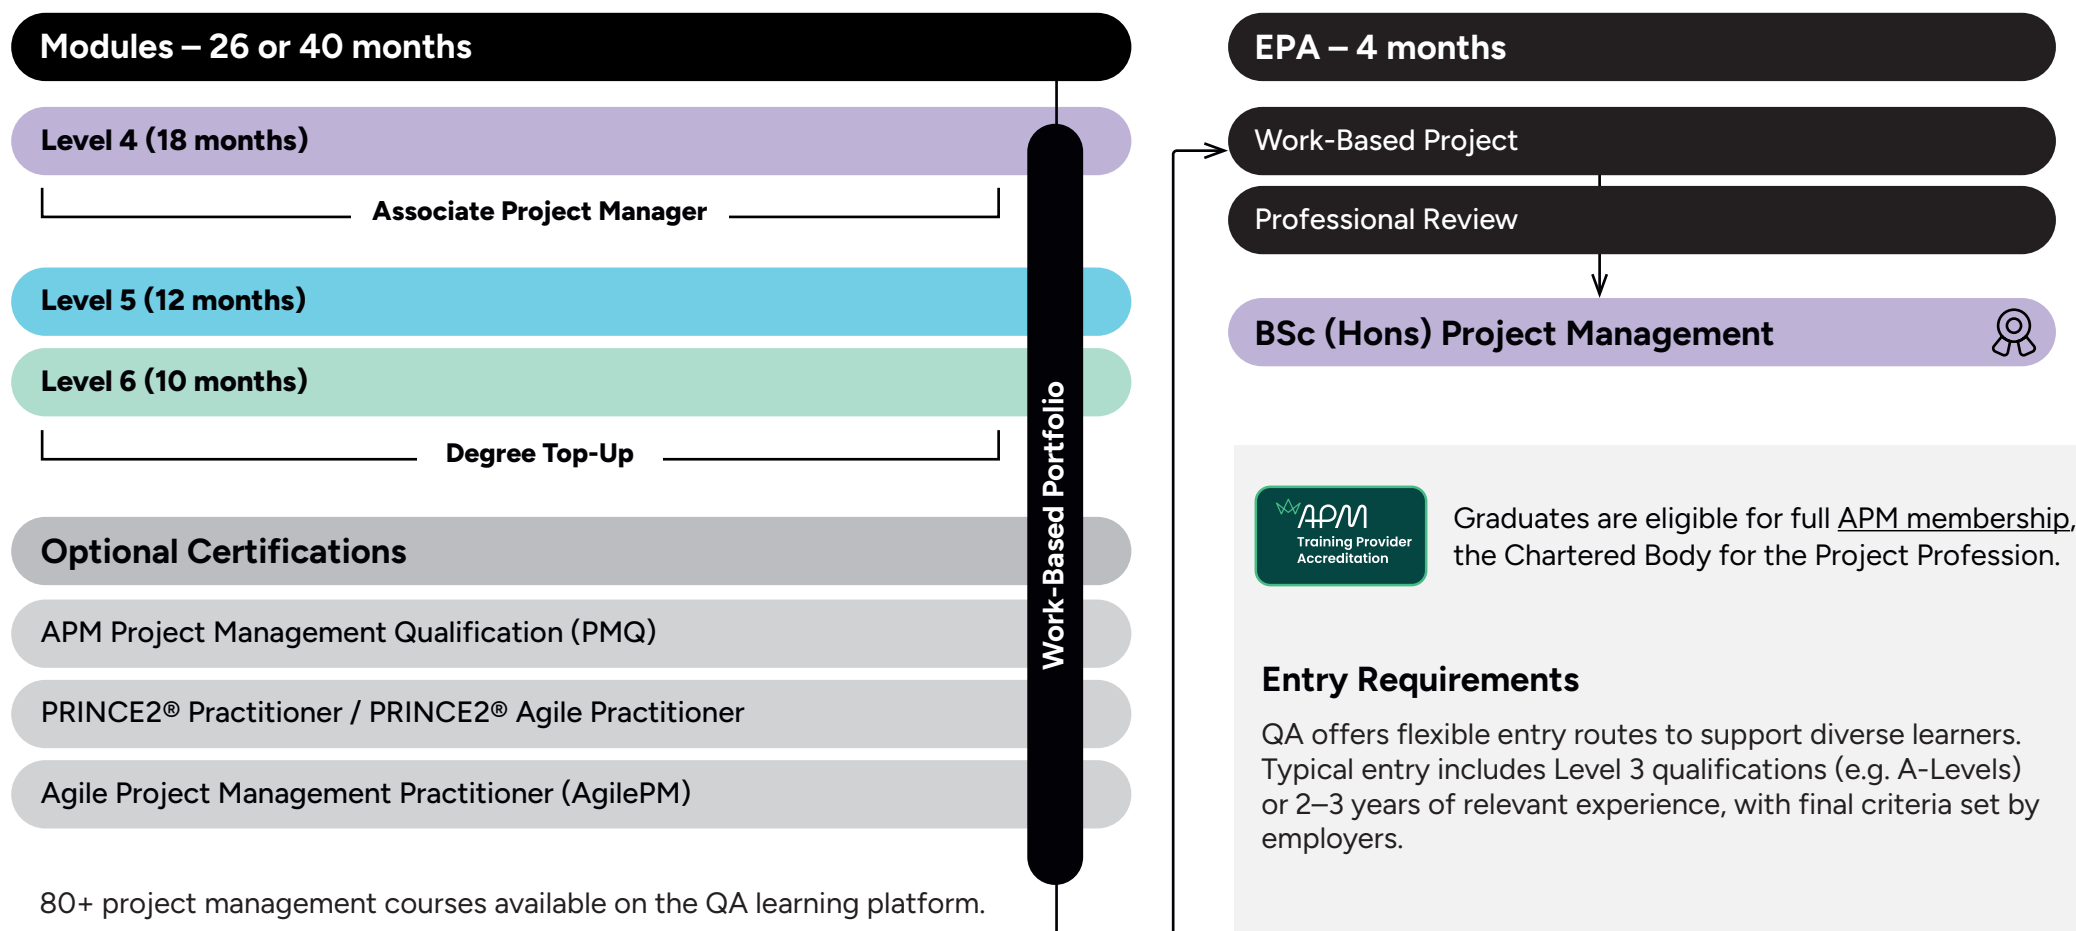 Modules – 26 or 40 months
Level 4 (18 months)
Associate Project Manager
Level 5 (12 months)
Level 6 (10 months)
Degree Top-Up
Optional Certifications
APM Project Management Qualification (PMQ)
PRINCE2® Practitioner / PRINCE2® Agile Practitioner
Agile Project Management Practitioner (AgilePM)
80+ project management courses available on the QA learning platform.
Work-Based Portfolio
EPA – 4 months
Work-Based Project
Professional Review
BSc (Hons) Project Management
APM
Training Provider
Accreditation
Graduates are eligible for full APM membership,
the Chartered Body for the Project Profession.
Entry Requirements
QA offers flexible entry routes to support diverse learners.
Typical entry includes Level 3 qualifications (e.g. A-Levels)
or 2–3 years of relevant experience, with final criteria set by
employers.